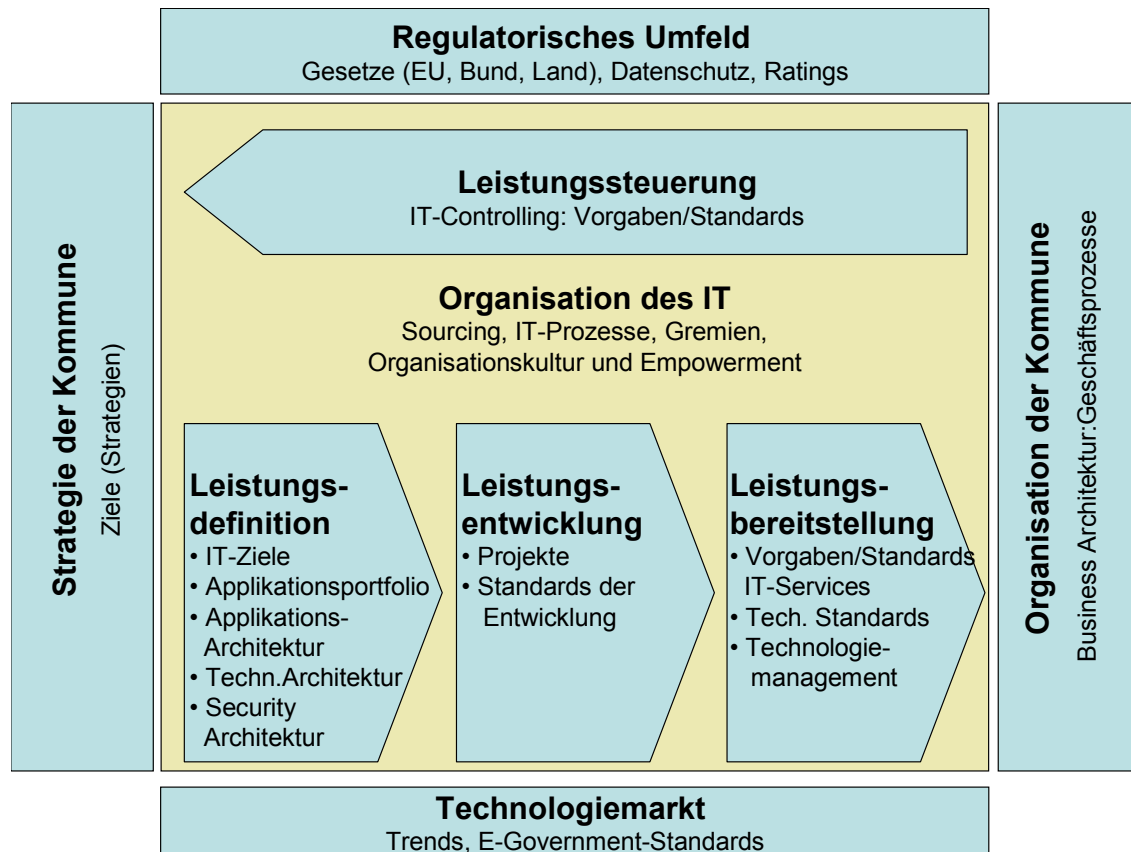 Regulatorisches Umfeld
Gesetze (EU, Bund, Land), Datenschutz, Ratings
Strategie der Kommune
Ziele (Strategien)
Leistungssteuerung
IT-Controlling: Vorgaben/Standards
Organisation des IT
Sourcing, IT-Prozesse, Gremien,
Organisationskultur und Empowerment
Leistungs-
definition
• IT-Ziele
• Applikationsportfolio
• Applikations-
Architektur
• Techn.Architektur
• Security
Architektur
Leistungs-
entwicklung
• Projekte
• Standards der
Entwicklung
Leistungs-
bereitstellung
• Vorgaben/Standards
IT-Services
• Tech. Standards
• Technologie-
management
Organisation der Kommune
Business Architektur:Geschäftsprozesse
Technologiemarkt
Trends, E-Government-Standards